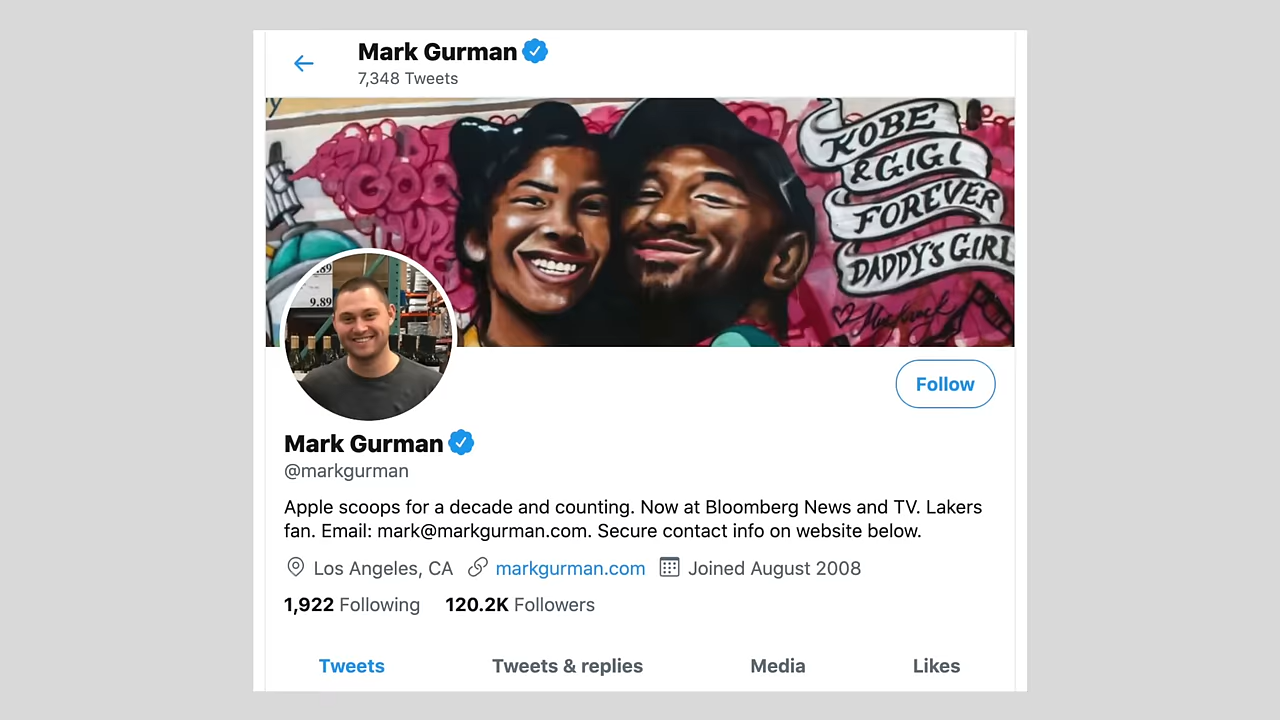 Mark Gurman
7,348 Tweets
KOBE
& GIGI
FOREVER
DADDY'S GIRL
.89
9.89
Follow
Mark Gurman
@markgurman
Apple scoops for a decade and counting. Now at Bloomberg News and TV. Lakers
fan. Email: mark@markgurman.com. Secure contact info on website below.
Los Angeles, CA markgurman.com Joined August 2008
1,922 Following 120.2K Followers
Tweets Tweets & replies Media Likes